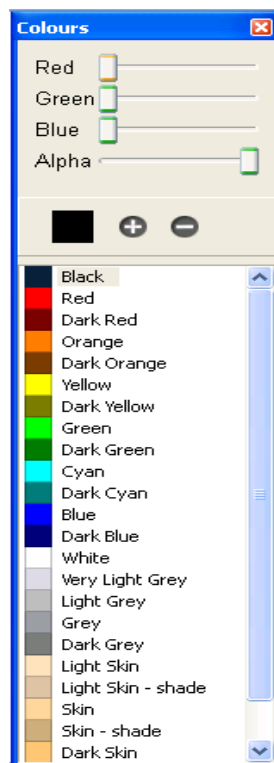 Colours
Red
Green
Blue
Alpha
Black
Red
Dark Red
Orange
Dark Orange
Yellow
Dark Yellow
Green
Dark Green
Cyan
Dark Cyan
Blue
Dark Blue
White
Very Light Grey
Light Grey
Grey
Dark Grey
Light Skin
Light Skin - shade
Skin
Skin - shade
Dark Skin